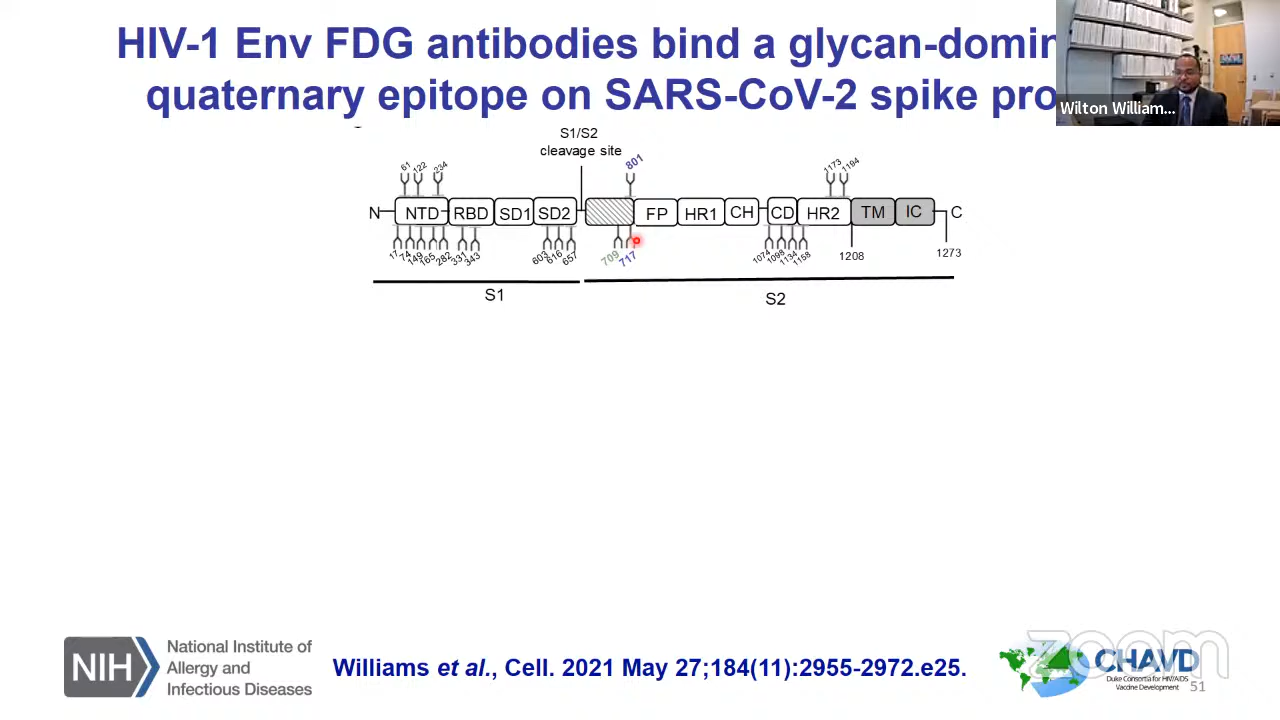 HIV-1 Env FDG antibodies bind a glycan-domin
quaternary epitope on SARS-CoV-2 spike pro
Wilton William...
S1/S2
cleavage site
801
61 122 234
1173 1194
N NTD RBD SD1 SD2 FP HR1 CH CD HR2 TM IC C
17 74 149 165 282 331 343 603 616 657 709 717 1074 1098 1134 1158 1208 1273
S1 S2
NIH National Institute of
Allergy and
Infectious Diseases
Williams et al., Cell. 2021 May 27;184(11):2955-2972.e25.
zoom
CHAVD
Duke Consortia for HIV/AIDS
Vaccine Development
51